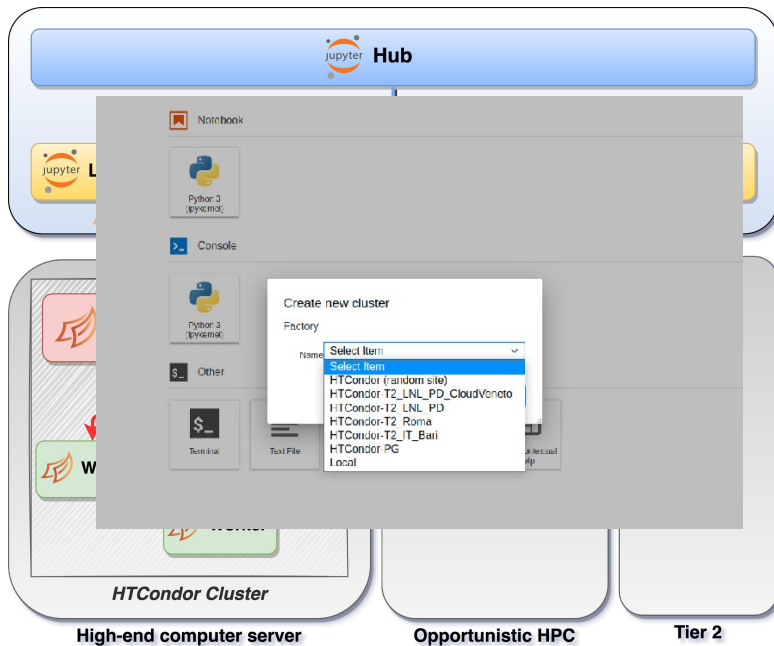 jupyter Hub
Notebook
jupyter L
Python 3
(ipykernel)
Console
Create new cluster
Factory
Python 3
(ipykernel)
Name Select Item
Select Item
$_ Other
HTCondor (random site)
HTCondor-T2_LNL_PD_CloudVeneto
HTCondor-T2_LNL_PD
HTCondor-T2_Roma
HTCondor-T2_IT_Bari
HTCondor-PG
Local
$_
Terminal
Text File
W
HTCondor Cluster
High-end computer server
Opportunistic HPC
Tier 2